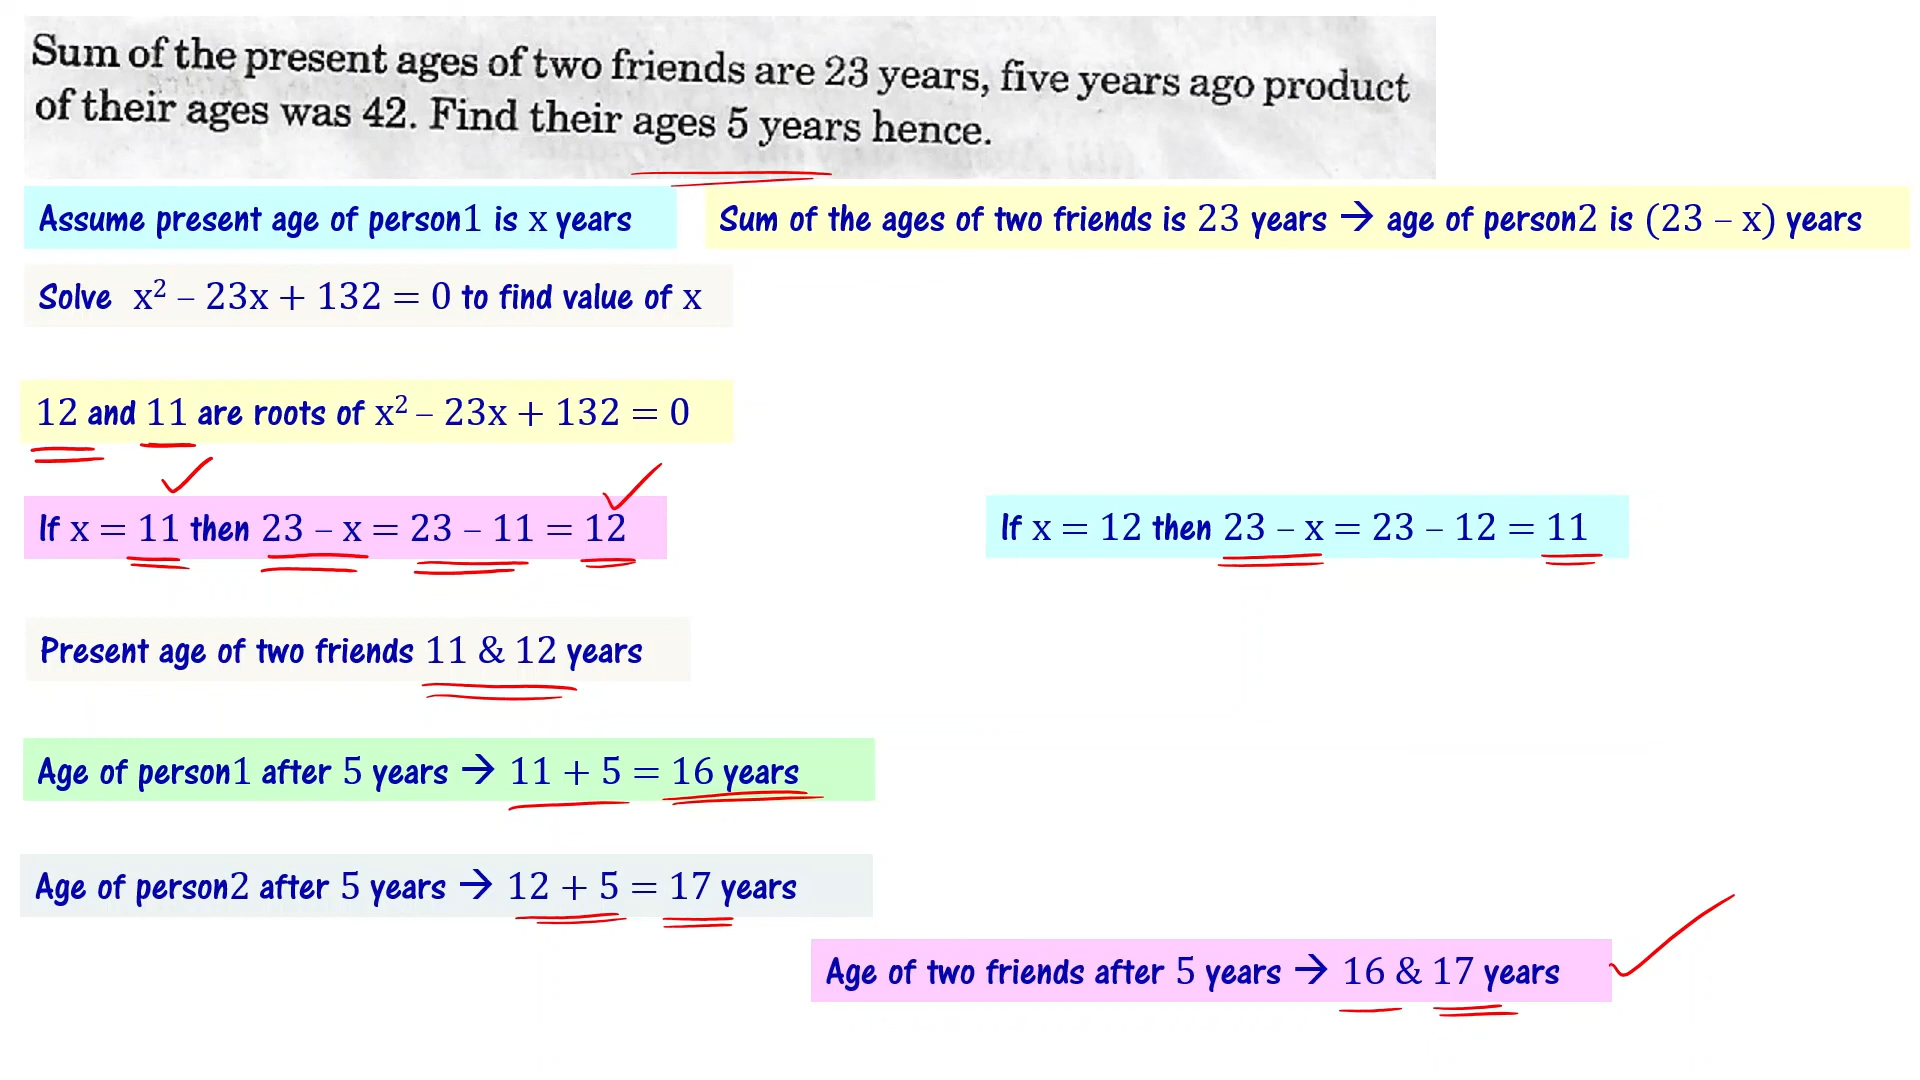 Sum of the present ages of two friends are 23 years, five years ago product
of their ages was 42. Find their ages 5 years hence.
Assume present age of person1 is x years
Sum of the ages of two friends is 23 years → age of person2 is (23 – x) years
Solve x² – 23x + 132 = 0 to find value of x
12 and 11 are roots of x² – 23x + 132 = 0
If x = 11 then 23 – x = 23 – 11 = 12
If x = 12 then 23 – x = 23 – 12 = 11
Present age of two friends 11 & 12 years
Age of person1 after 5 years → 11 + 5 = 16 years
Age of person2 after 5 years → 12 + 5 = 17 years
Age of two friends after 5 years → 16 & 17 years